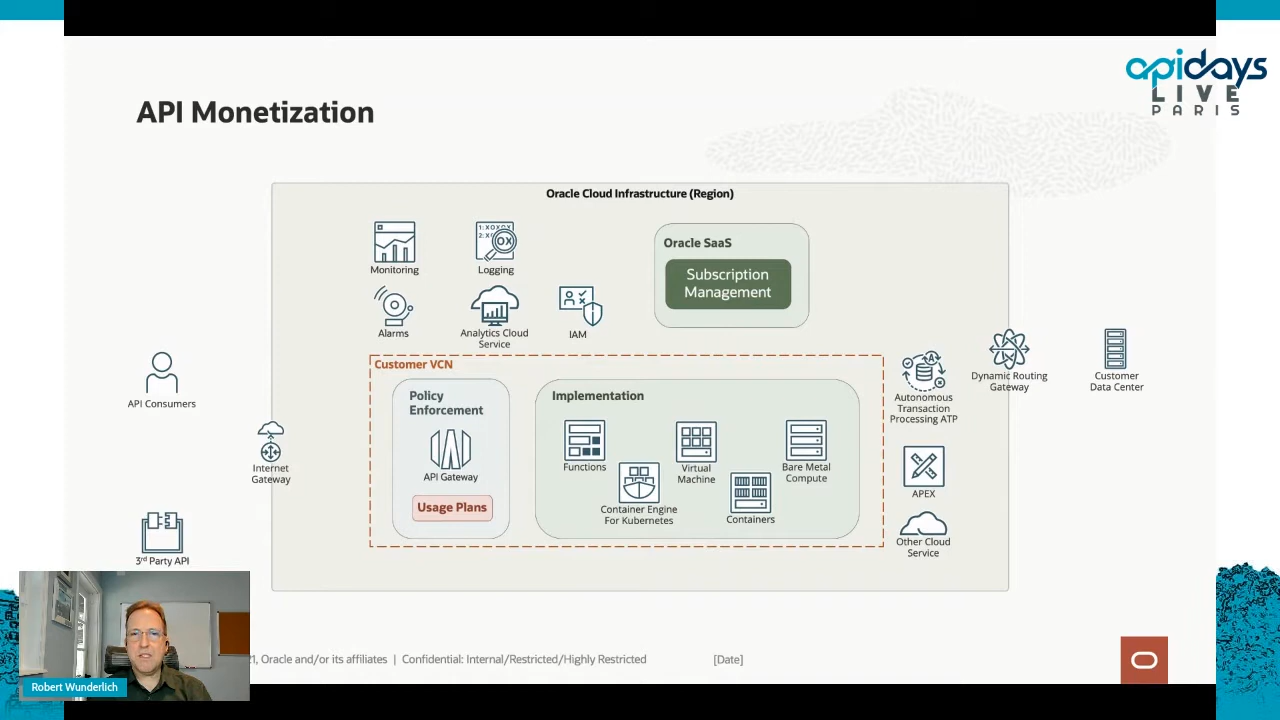 apidays
LIVE
PARIS
API Monetization
Oracle Cloud Infrastructure (Region)
Monitoring
Logging
Alarms
Analytics Cloud
Service
IAM
Oracle SaaS
Subscription
Management
API Consumers
Internet
Gateway
3rd Party API
Customer VCN
Policy
Enforcement
API Gateway
Usage Plans
Implementation
Functions
Container Engine
For Kubernetes
Virtual
Machine
Containers
Bare Metal
Compute
Autonomous
Transaction
Processing ATP
APEX
Other Cloud
Service
Dynamic Routing
Gateway
Customer
Data Center
Robert Wunderlich
1, Oracle and/or its affiliates | Confidential: Internal/Restricted/Highly Restricted
[Date]